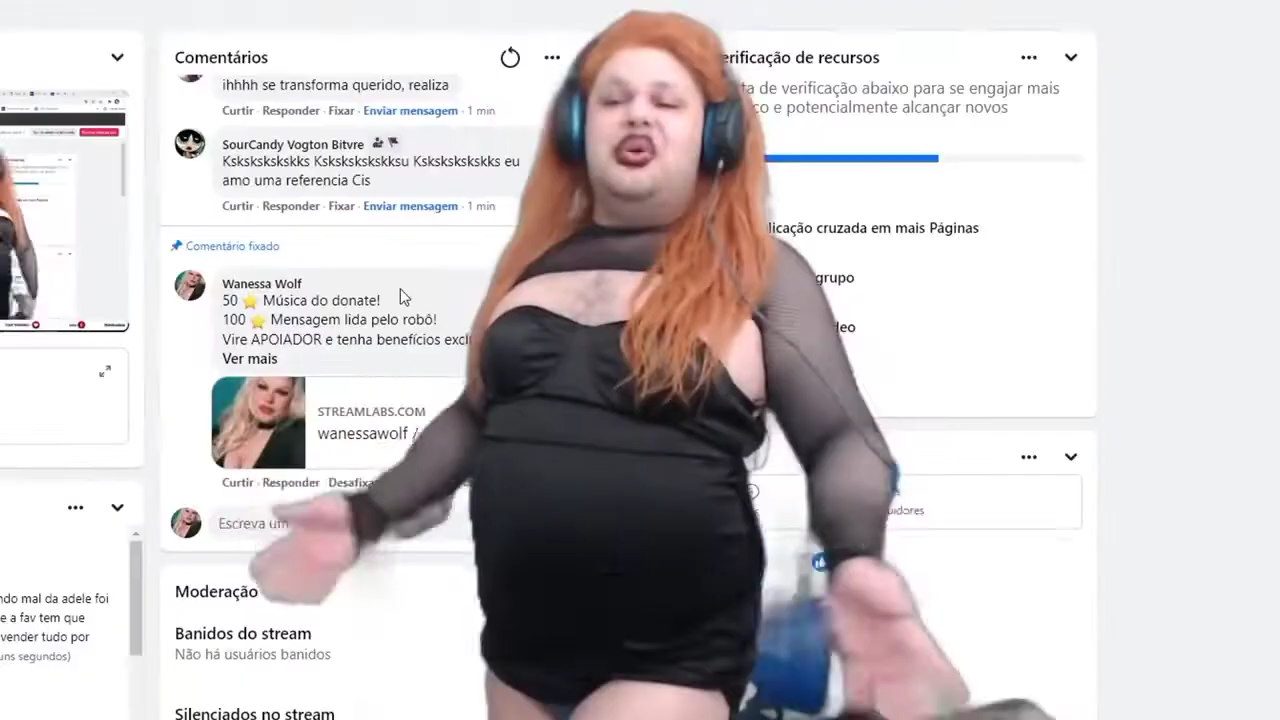 Comentários
ihhhh se transforma querido, realiza
Curtir · Responder · Fixar · Enviar mensagem · 1 min
SourCandy Vogton Bitvre
Kskskskskskks Ksksksksksksu Ksksksksksks eu
amo uma referencia Cis
Curtir · Responder · Fixar · Enviar mensagem · 1 min
Comentário fixado
Wanessa Wolf
50 ⭐ Música do donate!
100 ⭐ Mensagem lida pelo robô!
Vire APOIADOR e tenha benefícios exclu
Ver mais
STREAMLABS.COM
wanessawolf /
Curtir · Responder Desafixa
Escreva um
Moderação
Banidos do stream
Não há usuários banidos
Silenciados no stream
erificação de recursos
ta de verificação abaixo para se engajar mais
co e potencialmente alcançar novos
licação cruzada em mais Páginas
grupo
deo
uidores
ndo mal da adele foi
e a fav tem que
vender tudo por
uns segundos)